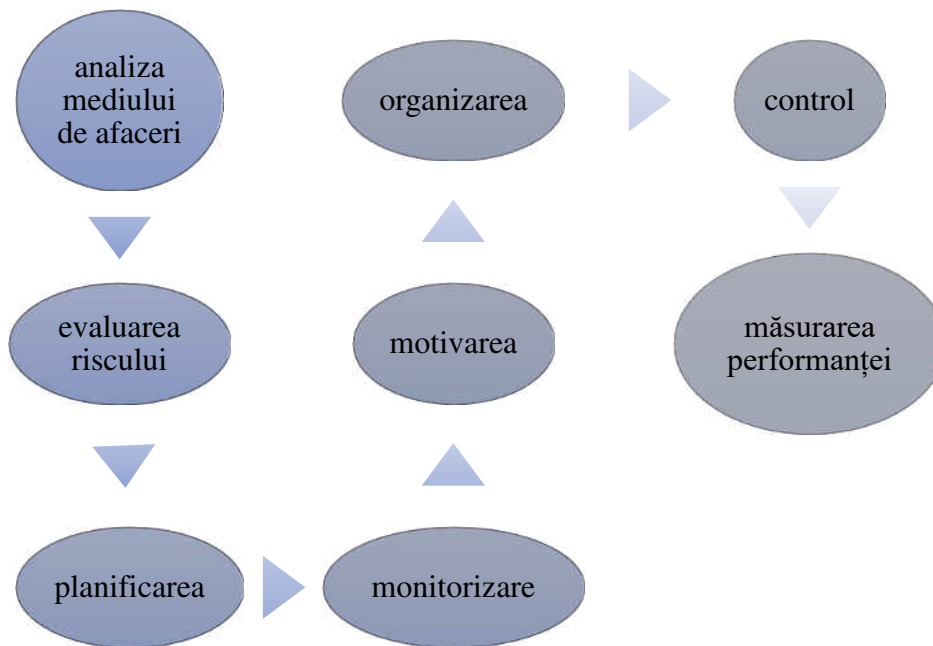 analiza
mediului
de afaceri
evaluarea
riscului
planificarea
monitorizare
motivarea
organizarea
control
măsurarea
performanței